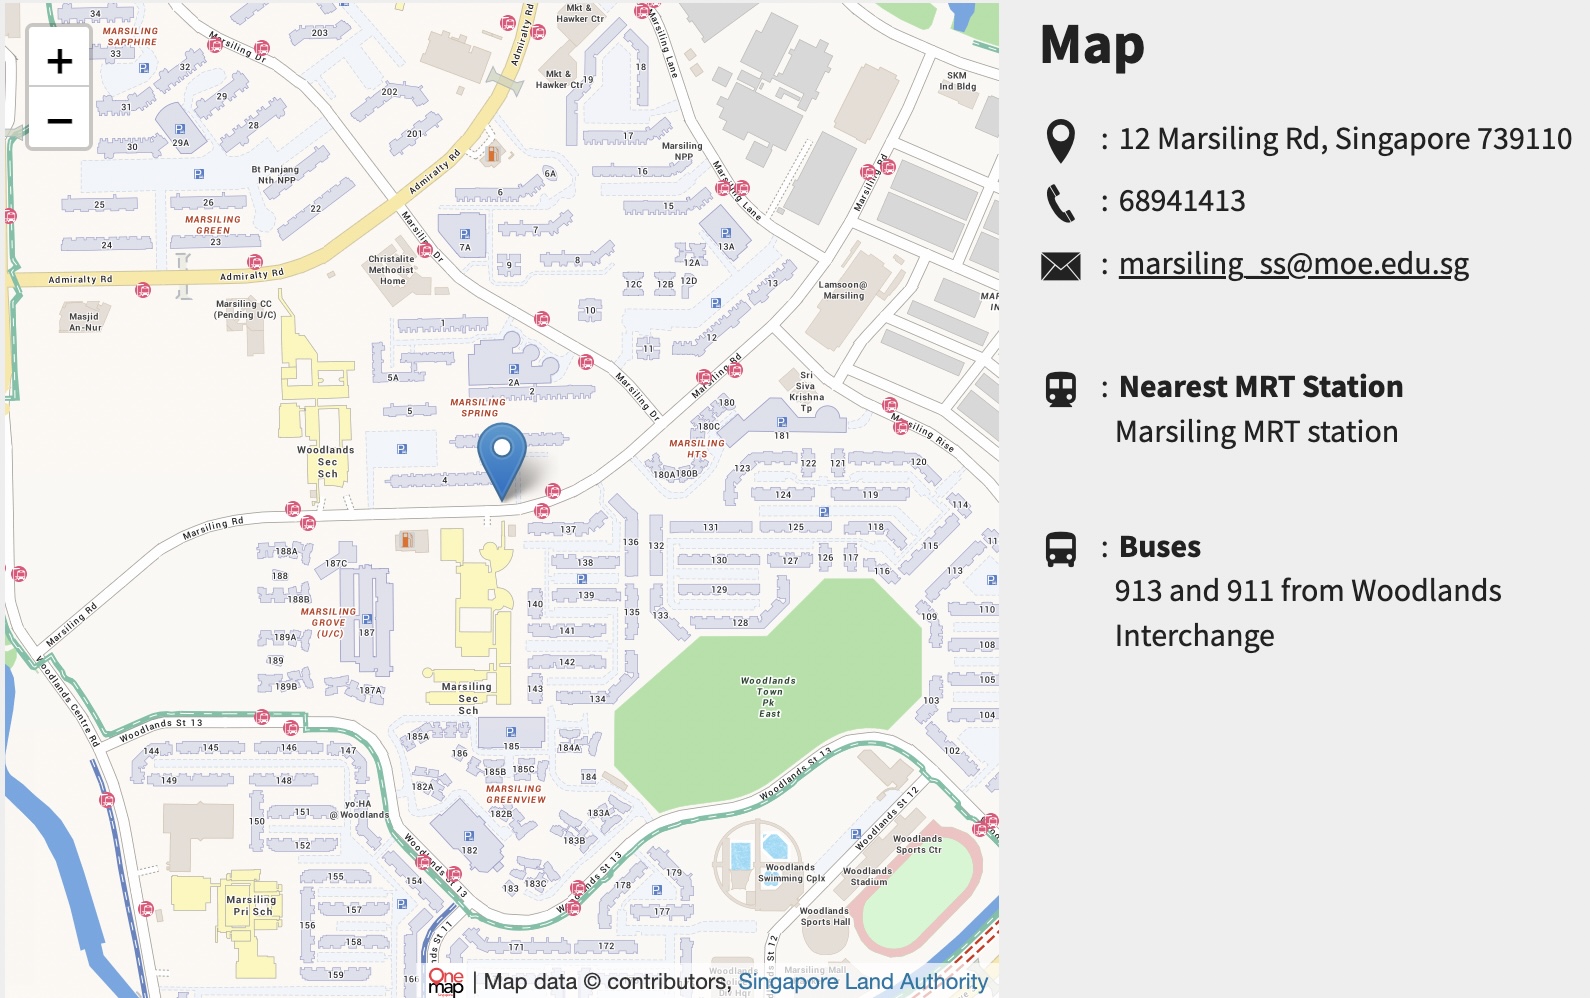 Map
: 12 Marsiling Rd, Singapore 739110
: 68941413
: marsiling_ss@moe.edu.sg
: Nearest MRT Station
Marsiling MRT station
: Buses
913 and 911 from Woodlands
Interchange
+
−
34
MARSILING
SAPPHIRE
33
32
31
30
29
29A
28
Marsiling Dr
203
202
201
Admiralty Rd
Mkt &
Hawker Ctr
Mkt &
Hawker Ctr
19
18
17
16
15
Marsiling Lane
Marsiling
NPP
Marsiling Lane
SKM
Ind Bldg
Marsiling Rd
Bt Panjang
Nth NPP
25
26
MARSILING
GREEN
22
24
23
Admiralty Rd
Admiralty Rd
Admiralty Rd
6A
6
7A
7
8
9
Marsiling Dr
13A
12A
12C
12B
12D
13
10
11
12
Lamsoon@
Marsiling
Christalite
Methodist
Home
Masjid
An-Nur
Marsiling CC
(Pending U/C)
1
5A
2A
2
5
MARSILING
SPRING
4
Marsiling Dr
Marsiling Rd
Sri
Siva
Krishna
Tp
Marsiling Rise
180
180C
181
MARSILING
HTS
180A
180B
Woodlands
Sec
Sch
123
122
121
120
124
119
114
131
125
118
115
137
136
132
138
130
127
126
117
116
113
139
129
140
135
133
128
110
109
141
142
108
143
134
103
105
104
102
Marsiling Rd
Marsiling Rd
188A
187C
188
188B
MARSILING
GROVE
(U/C)
187
189A
189
189B
187A
Marsiling
Sec
Sch
Woodlands
Town
Pk
East
Woodlands Centre Rd
Woodlands St 13
144
145
146
147
149
148
185A
185
186
185B
185C
184A
184
MARSILING
GREENVIEW
182A
182B
183A
183B
182
183
183C
150
151
152
yo:HA
@ Woodlands
154
155
157
156
158
159
Marsiling
Pri Sch
Woodlands St 13
Woodlands St 13
Woodlands St 12
178
179
177
171
172
166
Woodlands
Swimming Cplx
Woodlands
Sports Ctr
Woodlands
Stadium
Woodlands
Sports Hall
Marsiling Mall
One
map
| Map data © contributors, Singapore Land Authority